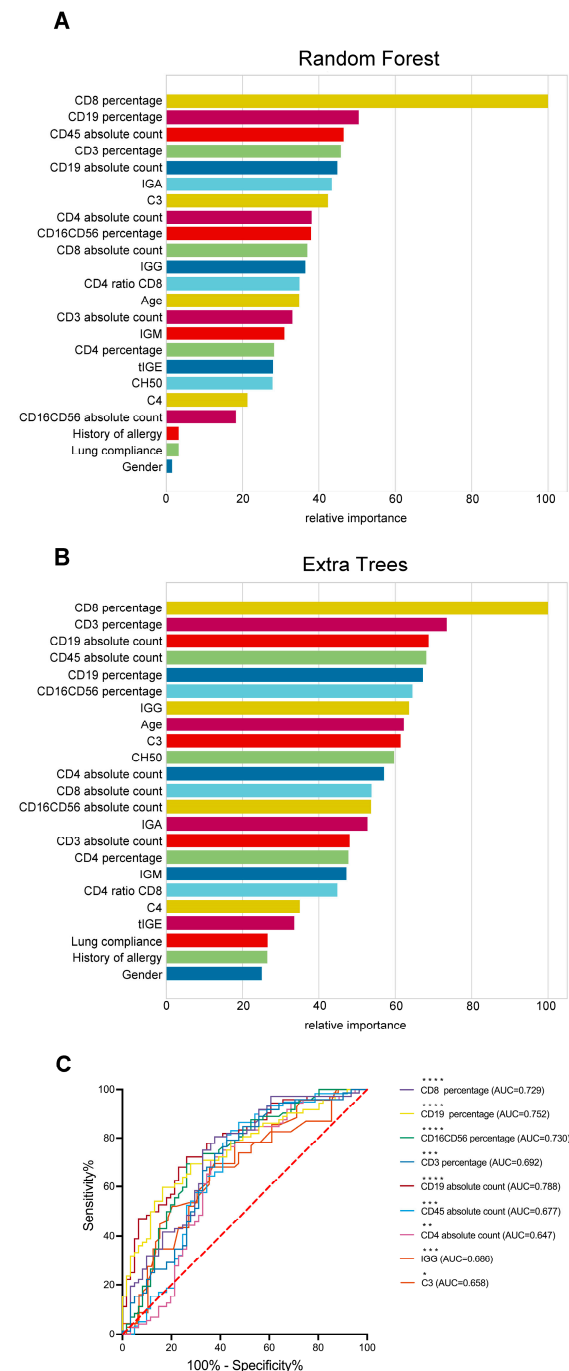 A
Random Forest
CD8 percentage
CD19 percentage
CD45 absolute count
CD3 percentage
CD19 absolute count
IGA
C3
CD4 absolute count
CD16CD56 percentage
CD8 absolute count
IGG
CD4 ratio CD8
Age
CD3 absolute count
IGM
CD4 percentage
tIGE
CH50
C4
CD16CD56 absolute count
History of allergy
Lung compliance
Gender
0 20 40 60 80 100
relative importance
B
Extra Trees
CD8 percentage
CD3 percentage
CD19 absolute count
CD45 absolute count
CD19 percentage
CD16CD56 percentage
IGG
Age
C3
CH50
CD4 absolute count
CD8 absolute count
CD16CD56 absolute count
IGA
CD3 absolute count
CD4 percentage
IGM
CD4 ratio CD8
C4
tIGE
Lung compliance
History of allergy
Gender
0 20 40 60 80 100
relative importance
C
100
80
60
40
20
0
Sensitivity%
0 20 40 60 80 100
100% - Specificity%
****
CD8 percentage (AUC=0.729)
****
CD19 percentage (AUC=0.752)
****
CD16CD56 percentage (AUC=0.730)
***
CD3 percentage (AUC=0.692)
****
CD19 absolute count (AUC=0.788)
***
CD45 absolute count (AUC=0.677)
**
CD4 absolute count (AUC=0.647)
***
IGG (AUC=0.686)
*
C3 (AUC=0.658)